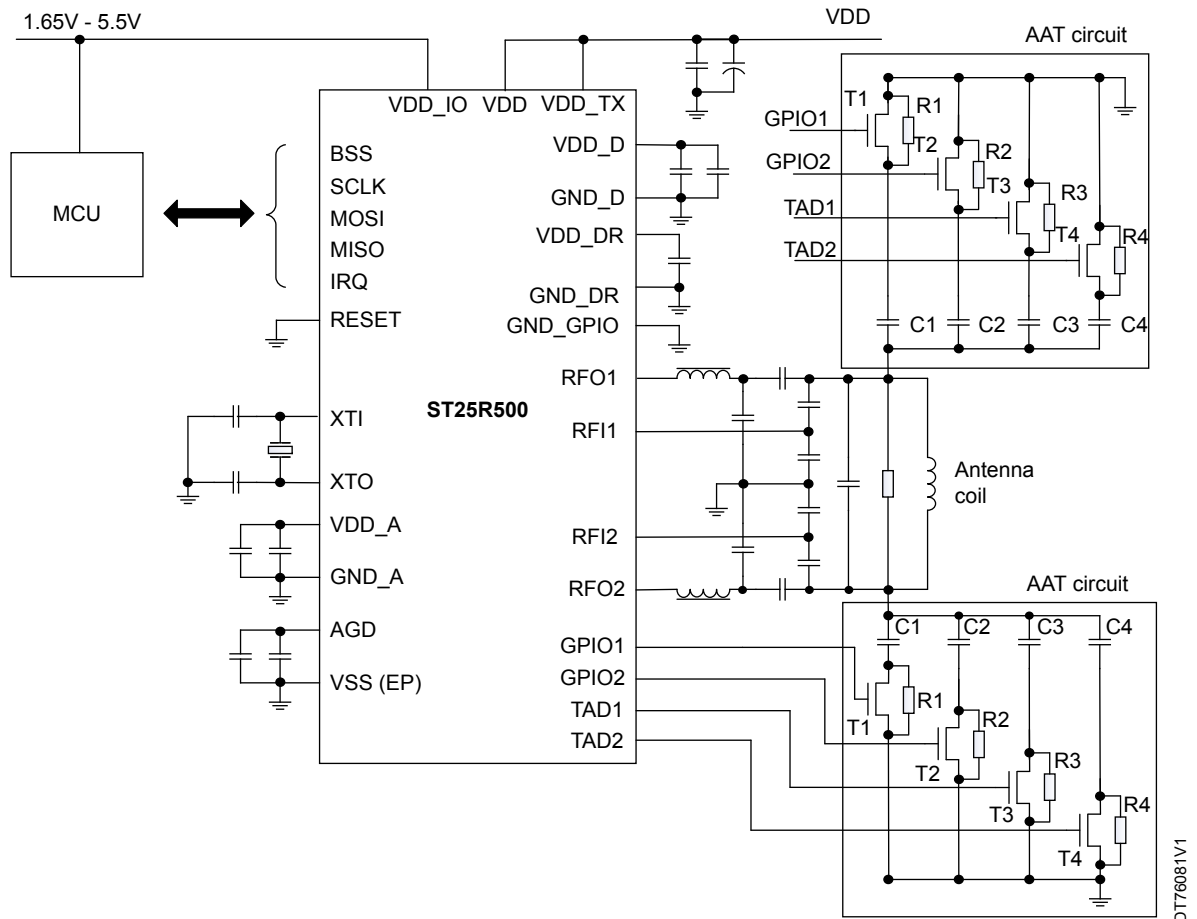 1.65V - 5.5V
VDD
AAT circuit
VDD_IO VDD VDD_TX
T1
R1
GPIO1
T2
R2
GPIO2
T3
R3
TAD1
T4
R4
TAD2
C1
C2
C3
C4
MCU
BSS
SCLK
MOSI
MISO
IRQ
RESET
XTI
XTO
VDD_A
GND_A
AGD
VSS (EP)
ST25R500
VDD_D
GND_D
VDD_DR
GND_DR
GND_GPIO
RFO1
RFI1
RFI2
RFO2
GPIO1
GPIO2
TAD1
TAD2
Antenna
coil
AAT circuit
C1
C2
C3
C4
R1
T1
R2
T2
R3
T3
R4
T4
DT76081V1